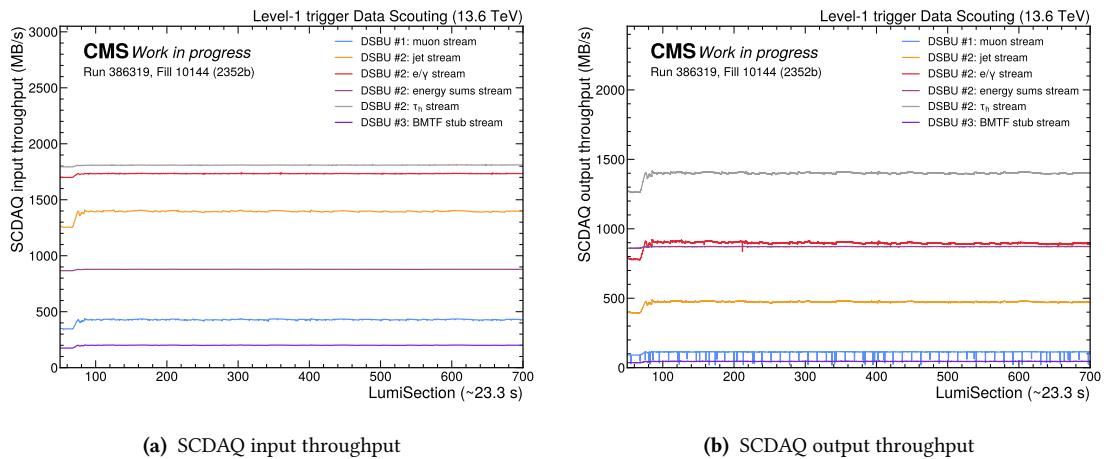 Level-1 trigger Data Scouting (13.6 TeV)
CMS Work in progress
Run 386319, Fill 10144 (2352b)
DSBU #1: muon stream
DSBU #2: jet stream
DSBU #2: e/γ stream
DSBU #2: energy sums stream
DSBU #2: τh stream
DSBU #3: BMTF stub stream
SCDAQ input throughput (MB/s)
3000
2500
2000
1500
1000
500
0
100 200 300 400 500 600 700
LumiSection (~23.3 s)
(a) SCDAQ input throughput
Level-1 trigger Data Scouting (13.6 TeV)
CMS Work in progress
Run 386319, Fill 10144 (2352b)
DSBU #1: muon stream
DSBU #2: jet stream
DSBU #2: e/γ stream
DSBU #2: energy sums stream
DSBU #2: τh stream
DSBU #3: BMTF stub stream
SCDAQ output throughput (MB/s)
2000
1500
1000
500
0
100 200 300 400 500 600 700
LumiSection (~23.3 s)
(b) SCDAQ output throughput